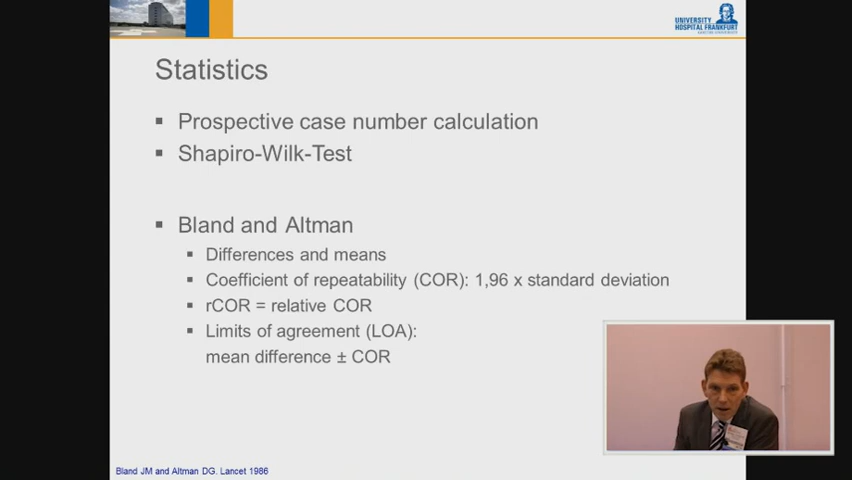 UNIVERSITY
HOSPITAL FRANKFURT
Statistics
Prospective case number calculation
Shapiro-Wilk-Test
Bland and Altman
Differences and means
Coefficient of repeatability (COR): 1,96 x standard deviation
rCOR = relative COR
Limits of agreement (LOA):
mean difference ± COR
Bland JM and Altman DG. Lancet 1986